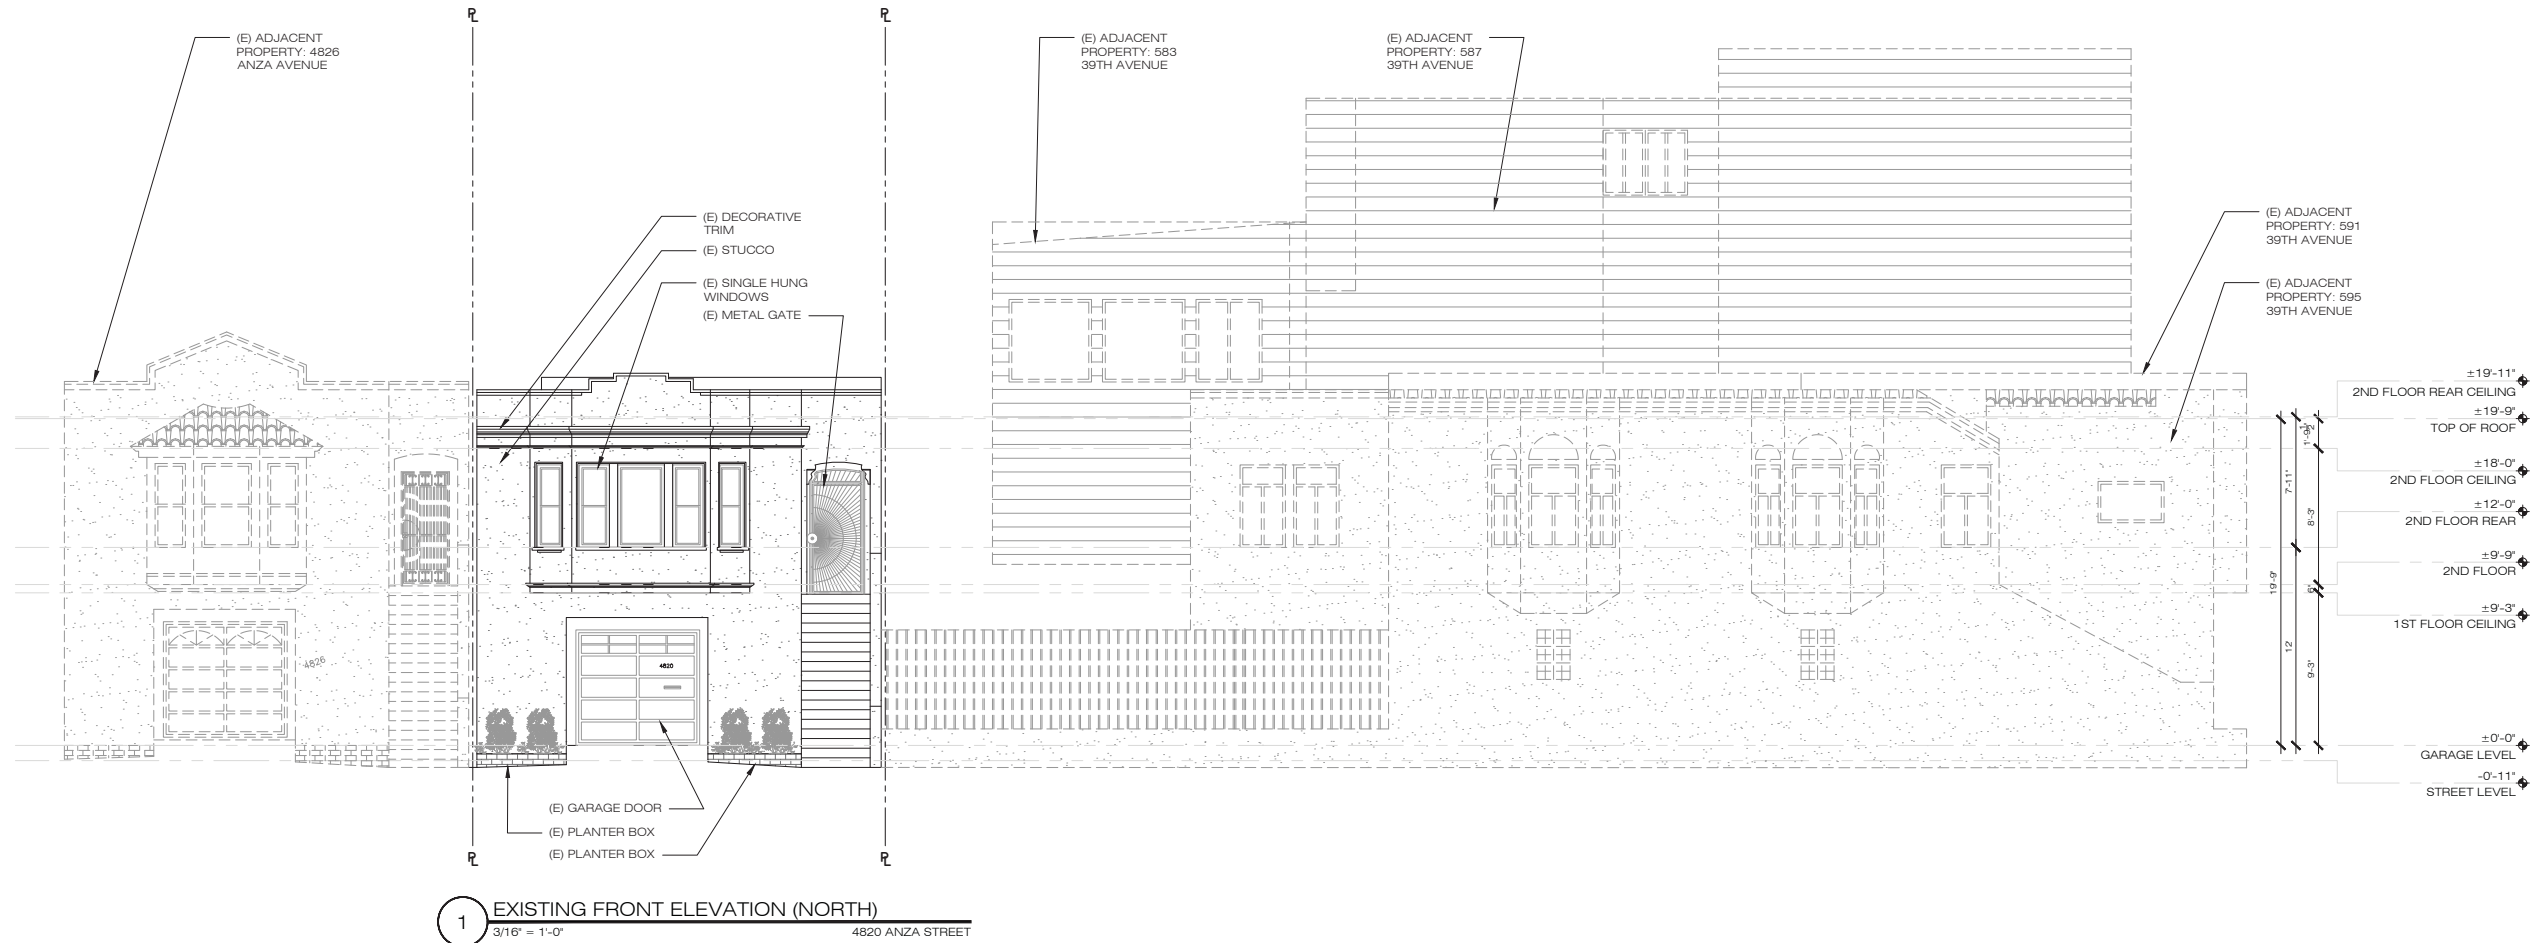 PL
PL
(E) ADJACENT
PROPERTY: 4826
ANZA AVENUE
(E) ADJACENT
PROPERTY: 583
39TH AVENUE
(E) ADJACENT
PROPERTY: 587
39TH AVENUE
(E) DECORATIVE
TRIM
(E) STUCCO
(E) SINGLE HUNG
WINDOWS
(E) METAL GATE
(E) ADJACENT
PROPERTY: 591
39TH AVENUE
(E) ADJACENT
PROPERTY: 595
39TH AVENUE
±19'-11"
2ND FLOOR REAR CEILING
±19'-9"
TOP OF ROOF
±18'-0"
2ND FLOOR CEILING
±12'-0"
2ND FLOOR REAR
±9'-9"
2ND FLOOR
±9'-3"
1ST FLOOR CEILING
±0'-0"
GARAGE LEVEL
-0'-11"
STREET LEVEL
7'-11"
8'-3"
19'-9"
6"
12
9'-3"
4826
4820
(E) GARAGE DOOR
(E) PLANTER BOX
(E) PLANTER BOX
PL
PL
1
EXISTING FRONT ELEVATION (NORTH)
3/16" = 1'-0"
4820 ANZA STREET